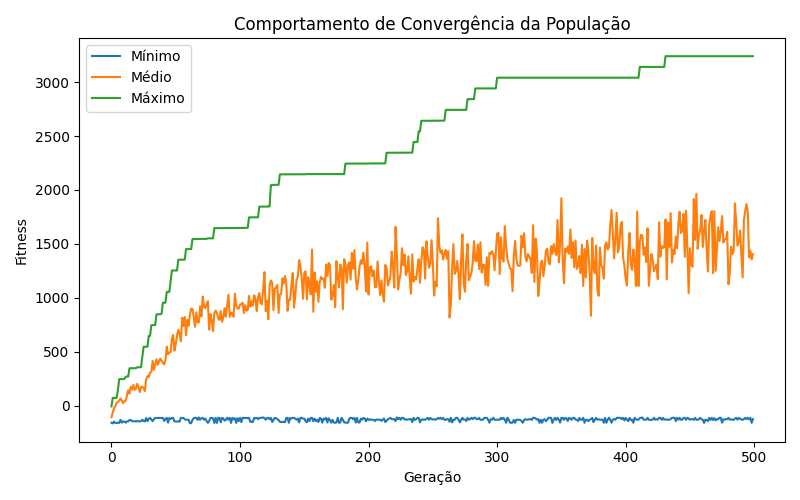 Comportamento de Convergência da População
Mínimo
Médio
Máximo
Fitness
3000
2500
2000
1500
1000
500
0
0 100 200 300 400 500
Geração